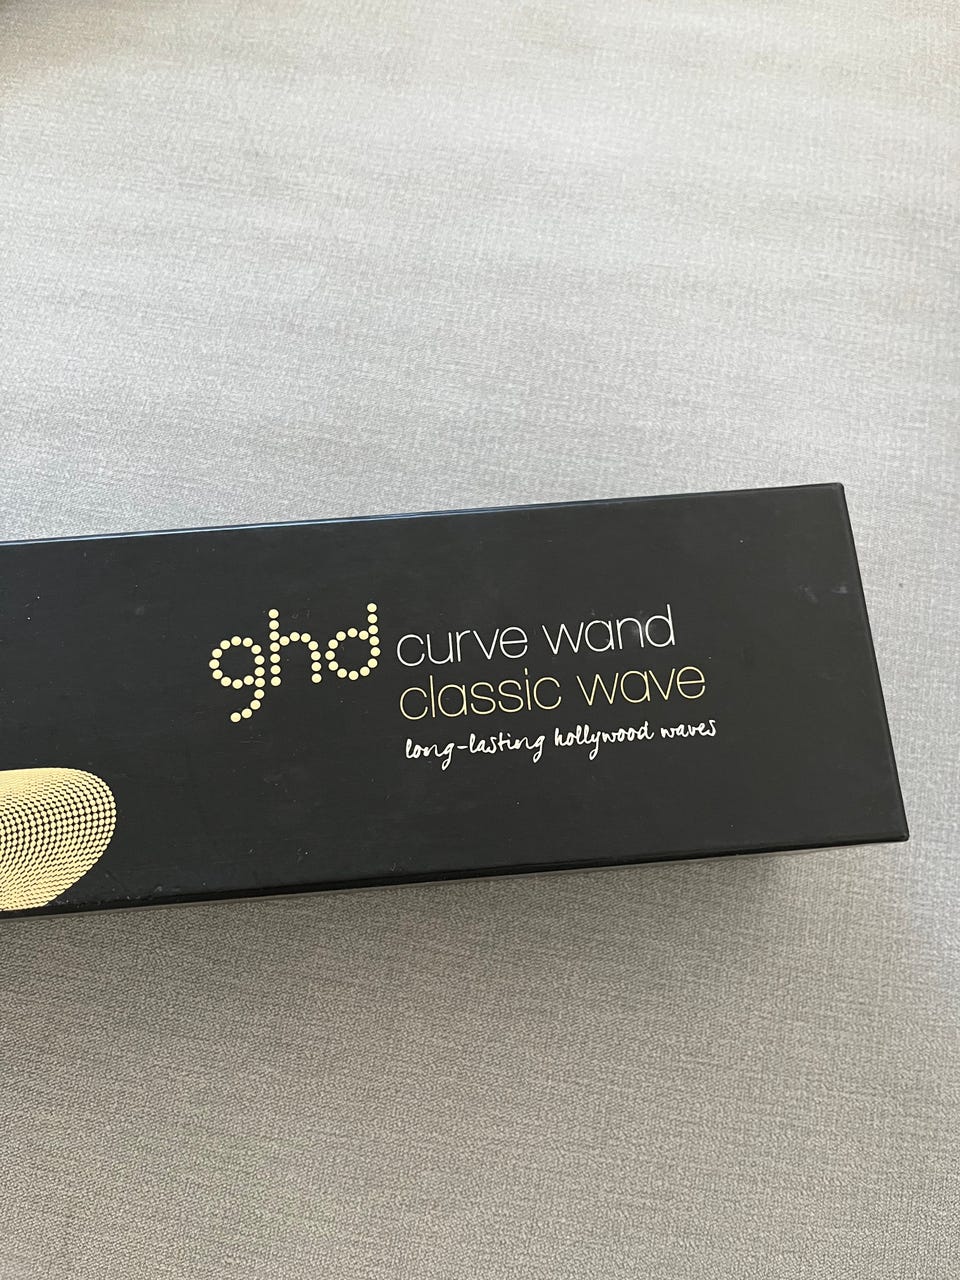 ghd curve wand
classic wave
long-lasting hollywood waves